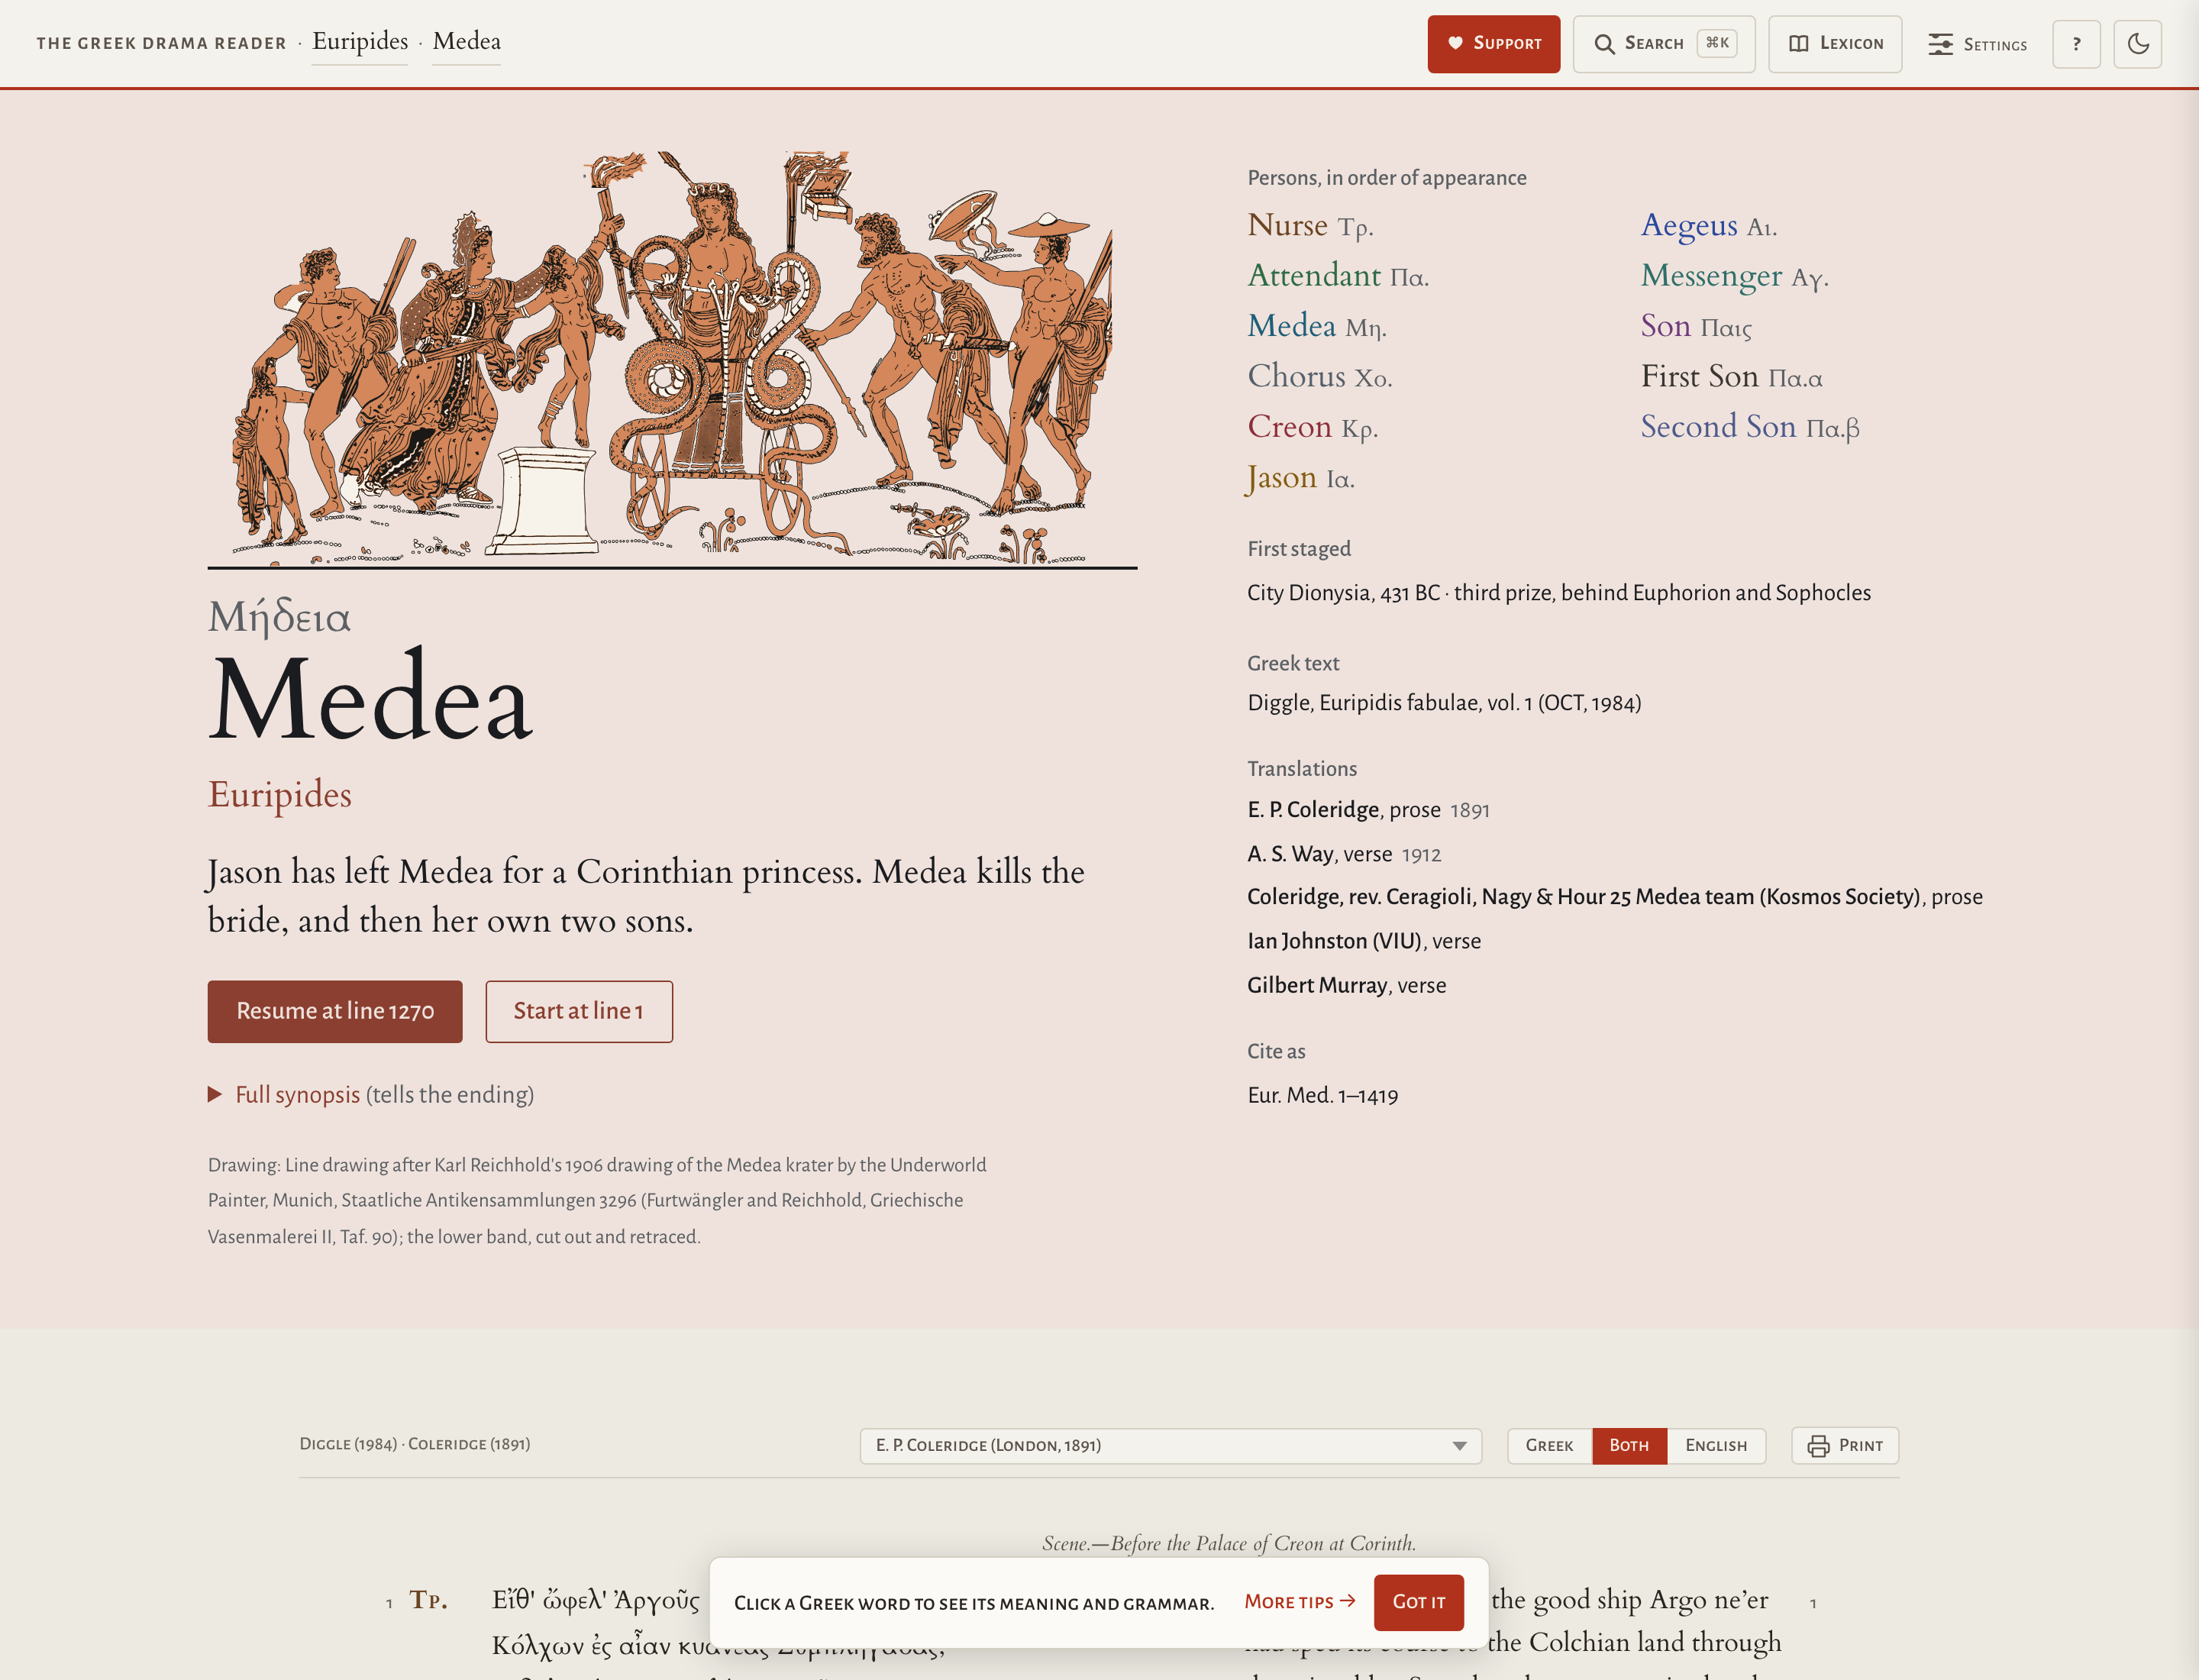 THE GREEK DRAMA READER · Euripides · Medea
Support
Search ⌘K
Lexicon
Settings
?
Μήδεια
Medea
Euripides
Jason has left Medea for a Corinthian princess. Medea kills the
bride, and then her own two sons.
Resume at line 1270
Start at line 1
Full synopsis (tells the ending)
Drawing: Line drawing after Karl Reichhold's 1906 drawing of the Medea krater by the Underworld
Painter, Munich, Staatliche Antikensammlungen 3296 (Furtwängler and Reichhold, Griechische
Vasenmalerei II, Taf. 90); the lower band, cut out and retraced.
Persons, in order of appearance
Nurse Τρ.
Attendant Πα.
Medea Μη.
Chorus Χο.
Creon Κρ.
Jason Ια.
Aegeus Αι.
Messenger Αγ.
Son Παις
First Son Πα.α
Second Son Πα.β
First staged
City Dionysia, 431 BC · third prize, behind Euphorion and Sophocles
Greek text
Diggle, Euripidis fabulae, vol. 1 (OCT, 1984)
Translations
E. P. Coleridge, prose 1891
A. S. Way, verse 1912
Coleridge, rev. Ceragioli, Nagy & Hour 25 Medea team (Kosmos Society), prose
Ian Johnston (VIU), verse
Gilbert Murray, verse
Cite as
Eur. Med. 1–1419
Diggle (1984) · Coleridge (1891)
E. P. Coleridge (London, 1891)
Greek
Both
English
Print
Scene.—Before the Palace of Creon at Corinth.
1 Τρ. Εἴθ' ὤφελ' Ἀργοῦς
the good ship Argo ne’er 1
Κόλχων ἐς αἶαν κυανέας Συμπληγάδας,
had sped its course to the Colchian land through
Click a Greek word to see its meaning and grammar.
More tips →
Got it